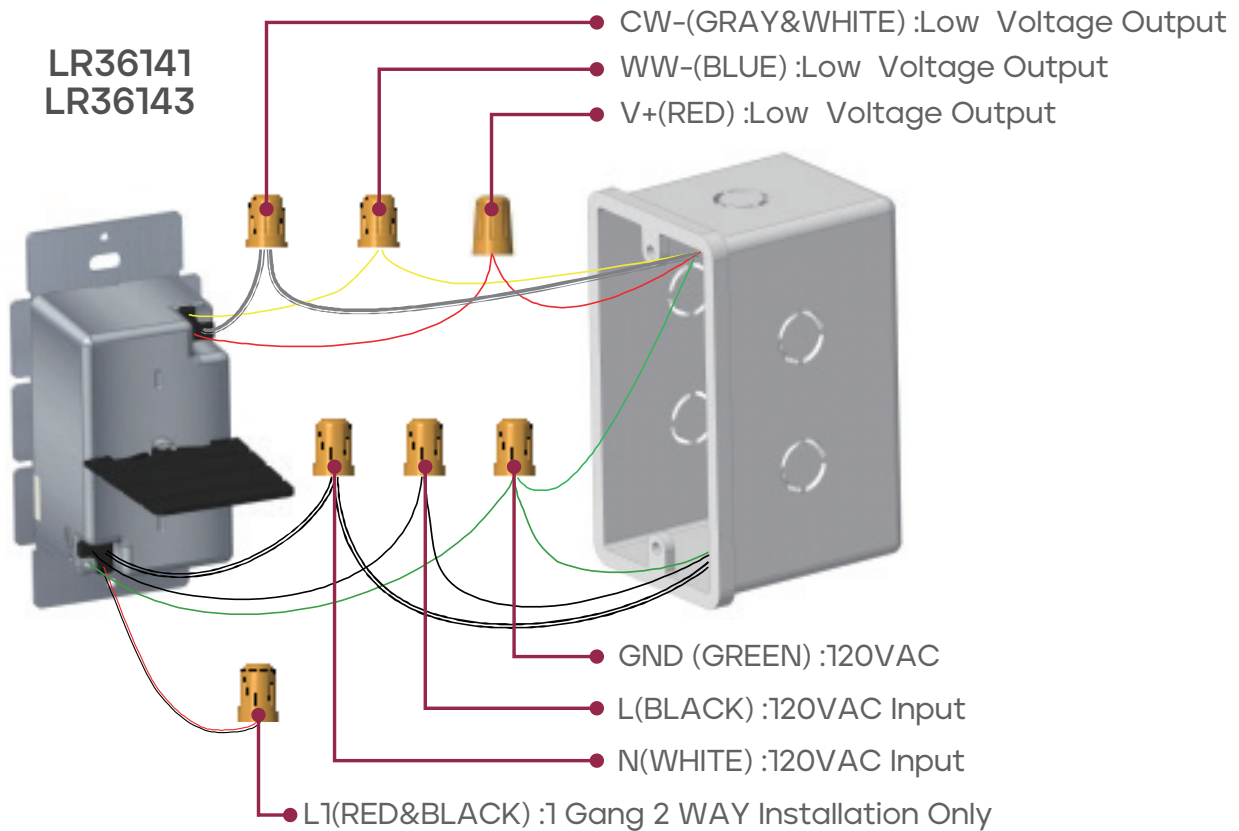 CW-(GRAY&WHITE) :Low Voltage Output
LR36141
LR36143
WW-(BLUE) :Low Voltage Output
V+(RED) :Low Voltage Output
GND (GREEN) :120VAC
L(BLACK) :120VAC Input
N(WHITE) :120VAC Input
L1(RED&BLACK) :1 Gang 2 WAY Installation Only